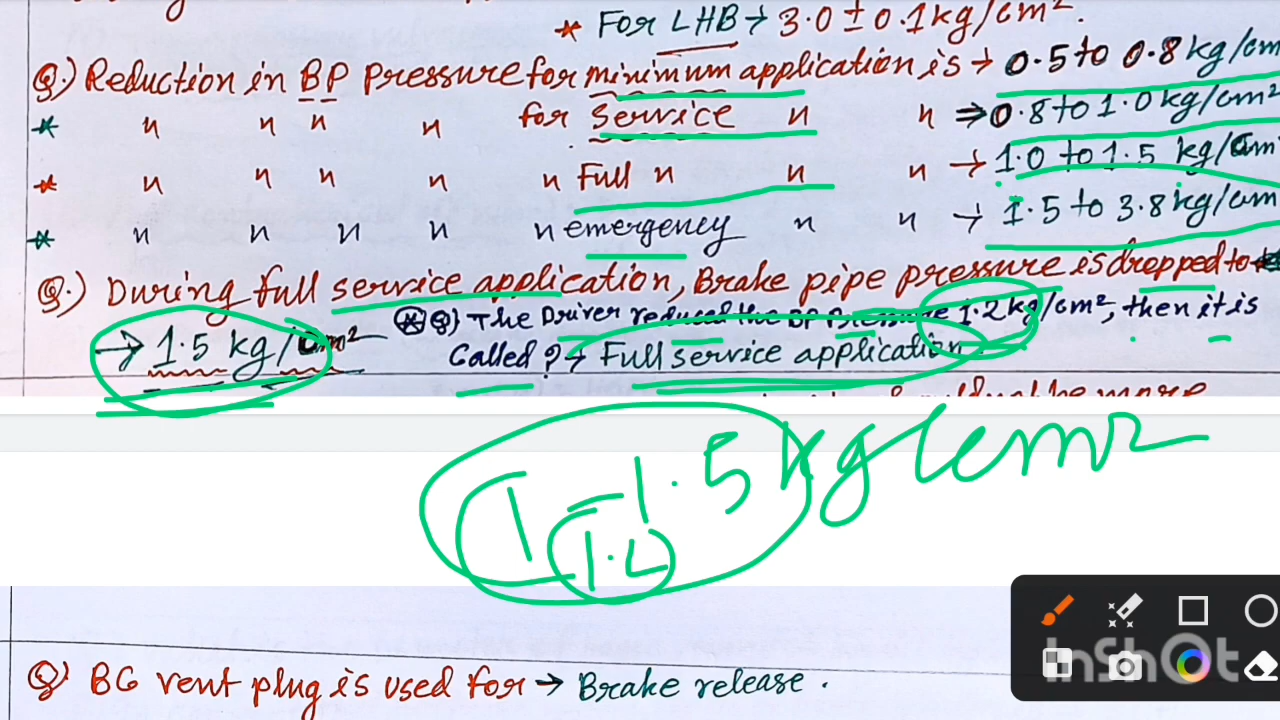 * For LHB → 3.0 ± 0.1 kg/cm².
Q.) Reduction in BP pressure for minimum application is → 0.5 to 0.8 kg/cm
* n n n n for Service n n ⇒ 0.8 to 1.0 kg/cm²
* n n n n n Full n n n → 1.0 to 1.5 kg/cm
* n n n n n emergency n n → 1.5 to 3.8 kg/cm
Q.) During full service application, Brake pipe pressure is dropped to
→ 1.5 kg/cm²
* Q) The Driver reduced the BP Pressure 1.2 kg/cm², then it is
Called? → Full service application.
1 - 1.5 kg/cm²
1.2
Q) BC vent plug is used for → Brake release.
InShOt